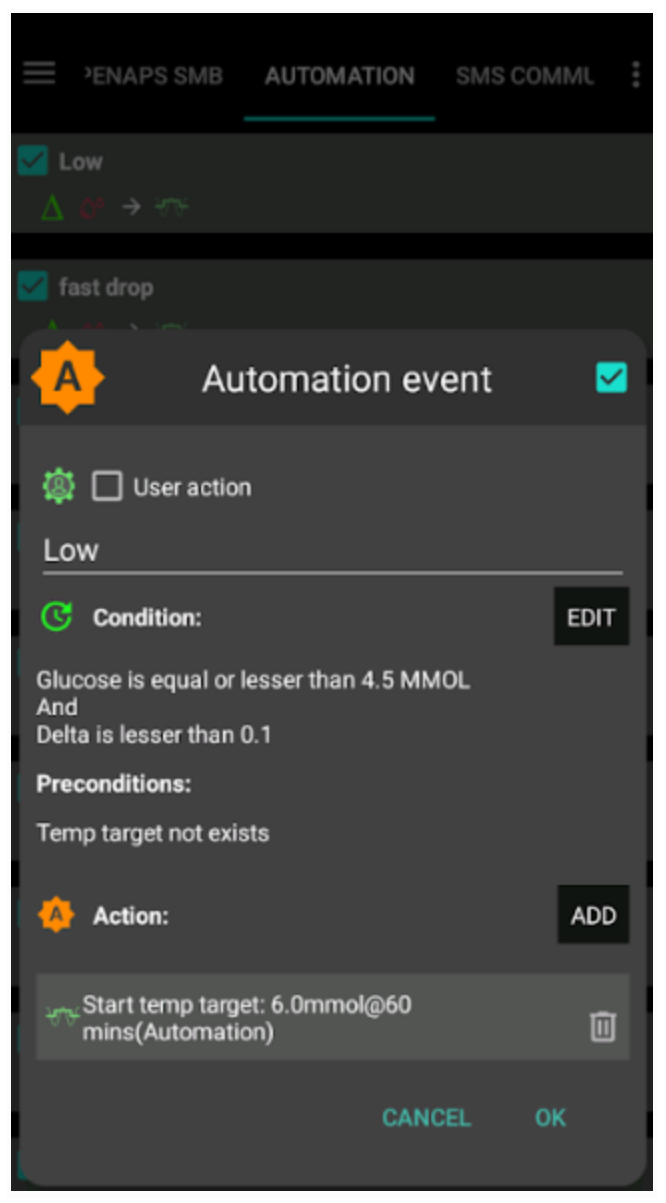 PENAPS SMB AUTOMATION SMS COMMU
Low
fast drop
A Automation event
User action
Low
Condition: EDIT
Glucose is equal or lesser than 4.5 MMOL
And
Delta is lesser than 0.1
Preconditions:
Temp target not exists
A Action: ADD
Start temp target: 6.0mmol@60
mins(Automation)
CANCEL OK